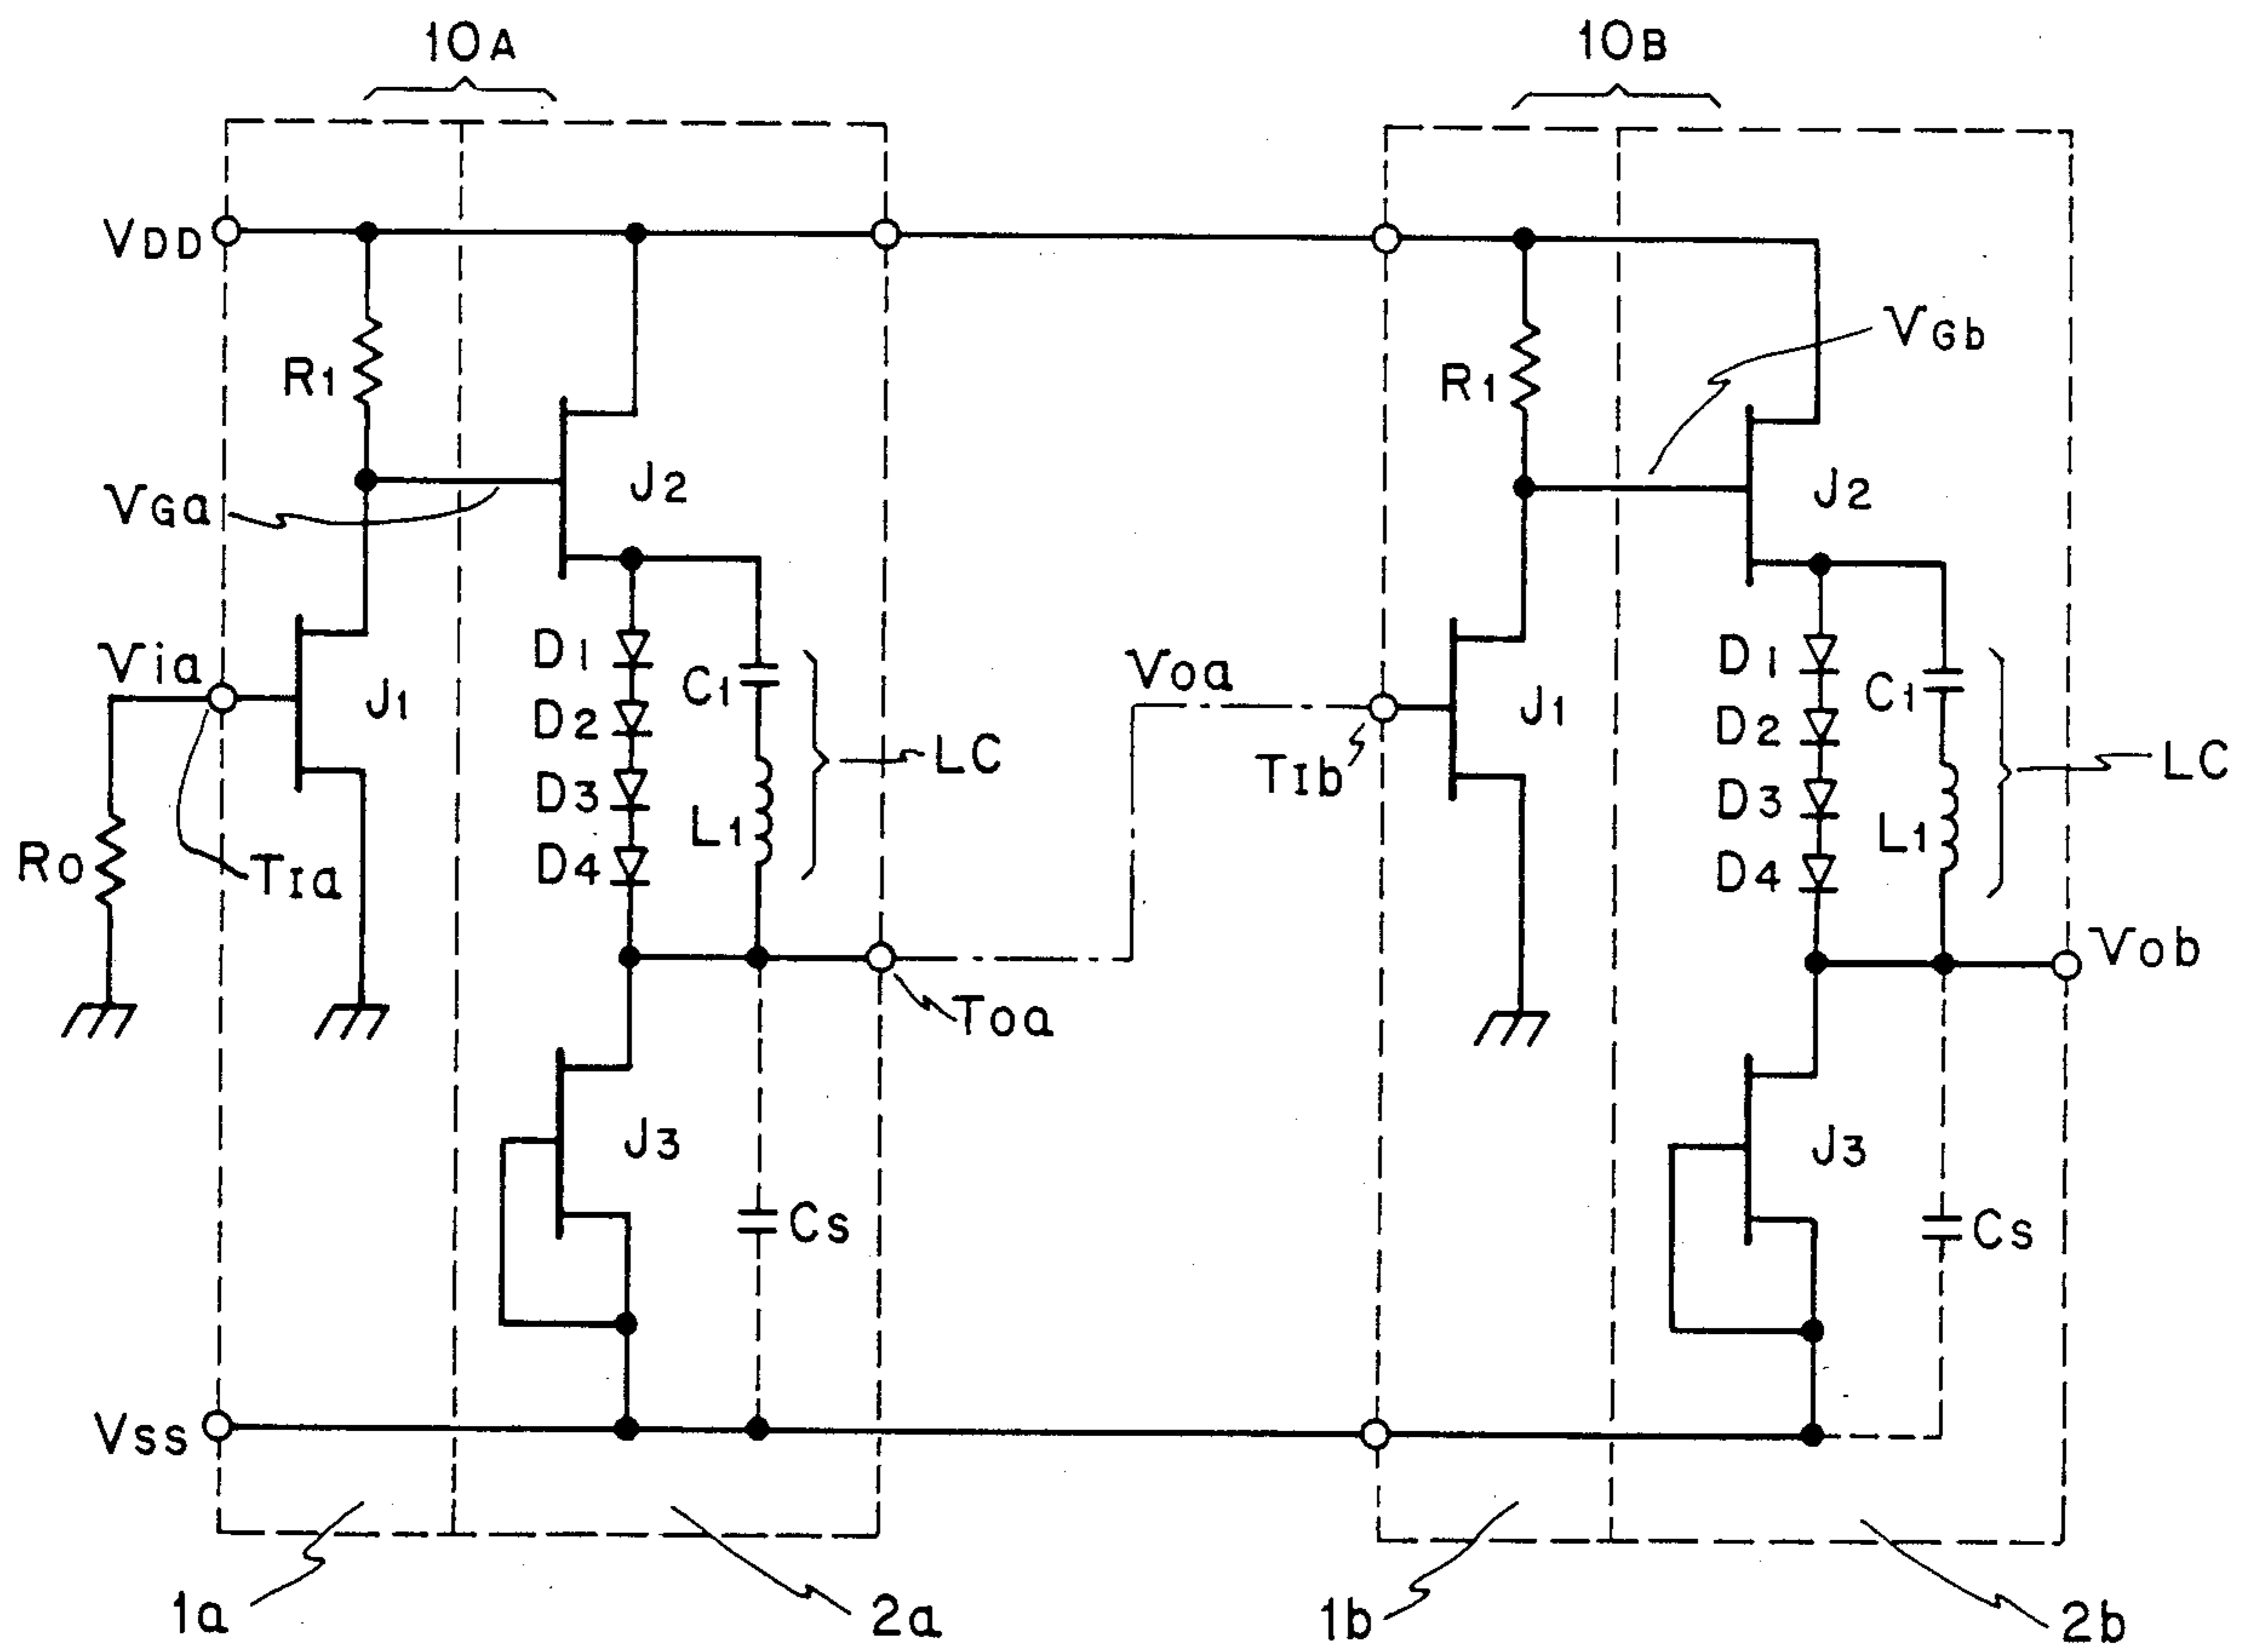 10A
10B
VDD
R1
R1
VGb
VGa
J2
J2
Via
J1
D1
C1
D2
D3
L1
D4
LC
Voa
TIb
J1
D1
C1
D2
D3
L1
D4
LC
Ro
TIa
Toa
Vob
J3
Cs
J3
Cs
Vss
1a
2a
1b
2b